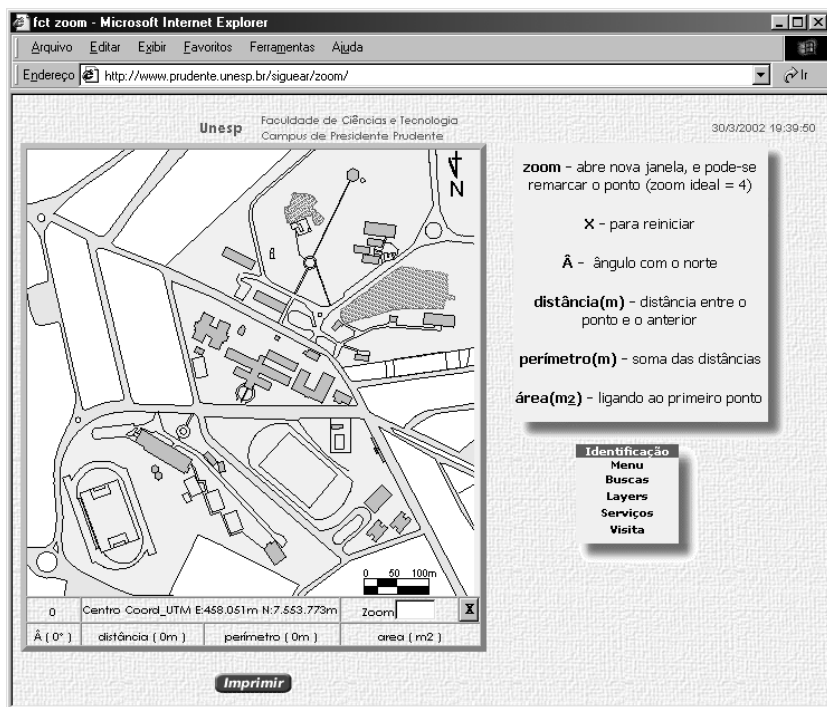 fct zoom - Microsoft Internet Explorer
Arquivo Editar Exibir Favoritos Ferramentas Ajuda
Endereço http://www.prudente.unesp.br/siguear/zoom/ Ir
Unesp Faculdade de Ciências e Tecnologia
Campus de Presidente Prudente
30/3/2002 19:39:50
N
0 50 100m
0 Centro Coord_UTM E:458.051m N:7.553.773m Zoom X
Â ( 0° ) distância ( 0m ) perímetro ( 0m ) area ( m2 )
Imprimir
zoom - abre nova janela, e pode-se
remarcar o ponto (zoom ideal = 4)
X - para reiniciar
Â - ângulo com o norte
distância(m) - distância entre o
ponto e o anterior
perímetro(m) - soma das distâncias
área(m2) - ligando ao primeiro ponto
Identificação
Menu
Buscas
Layers
Serviços
Visita